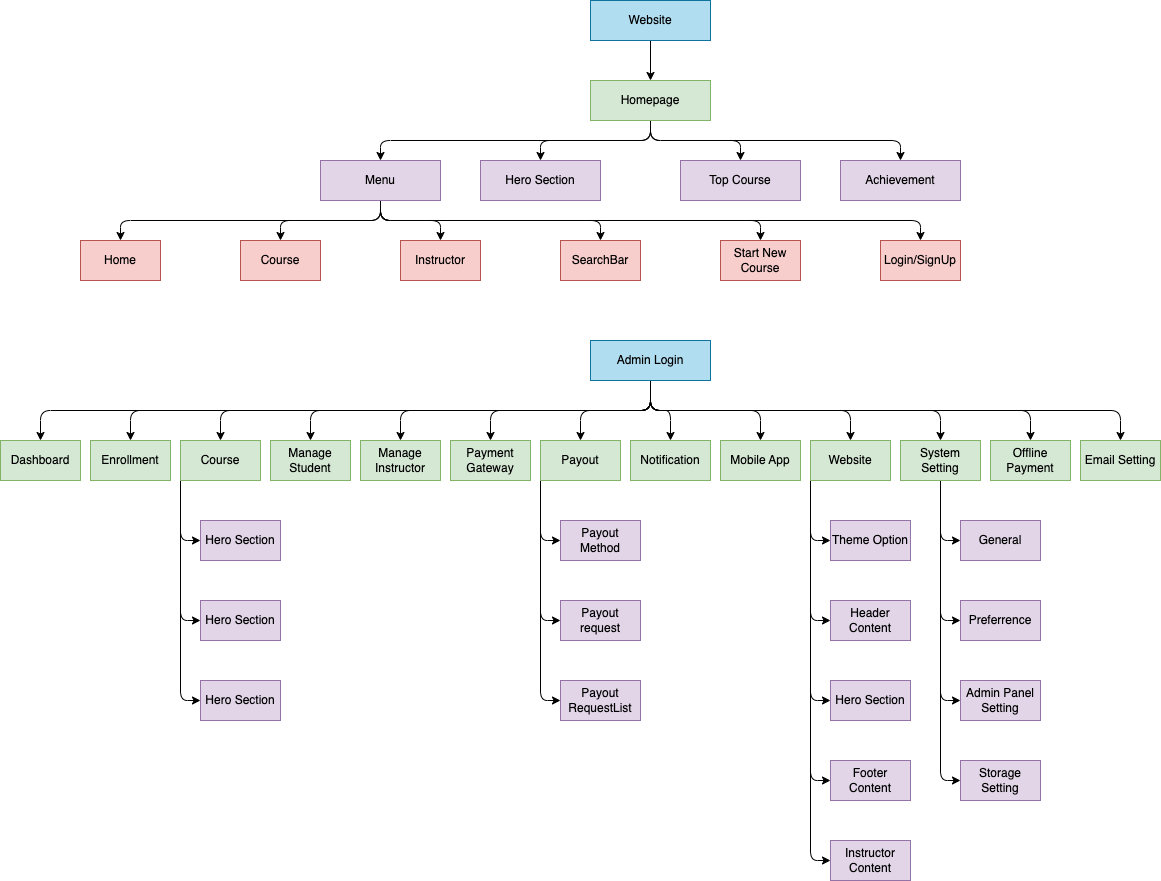 Website
Homepage
Menu
Hero Section
Top Course
Achievement
Home
Course
Instructor
SearchBar
Start New
Course
Login/SignUp
Admin Login
Dashboard
Enrollment
Course
Manage
Student
Manage
Instructor
Payment
Gateway
Payout
Notification
Mobile App
Website
System
Setting
Offline
Payment
Email Setting
Hero Section
Hero Section
Hero Section
Payout
Method
Payout
request
Payout
RequestList
Theme Option
Header
Content
Hero Section
Footer
Content
Instructor
Content
General
Preferrence
Admin Panel
Setting
Storage
Setting